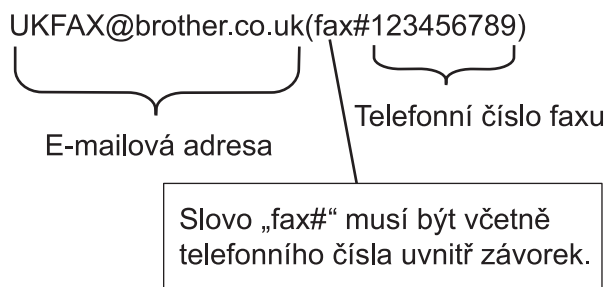 UKFAX@brother.co.uk(fax#123456789)
Telefonní číslo faxu
E-mailová adresa
Slovo „fax#“ musí být včetně
telefonního čísla uvnitř závorek.